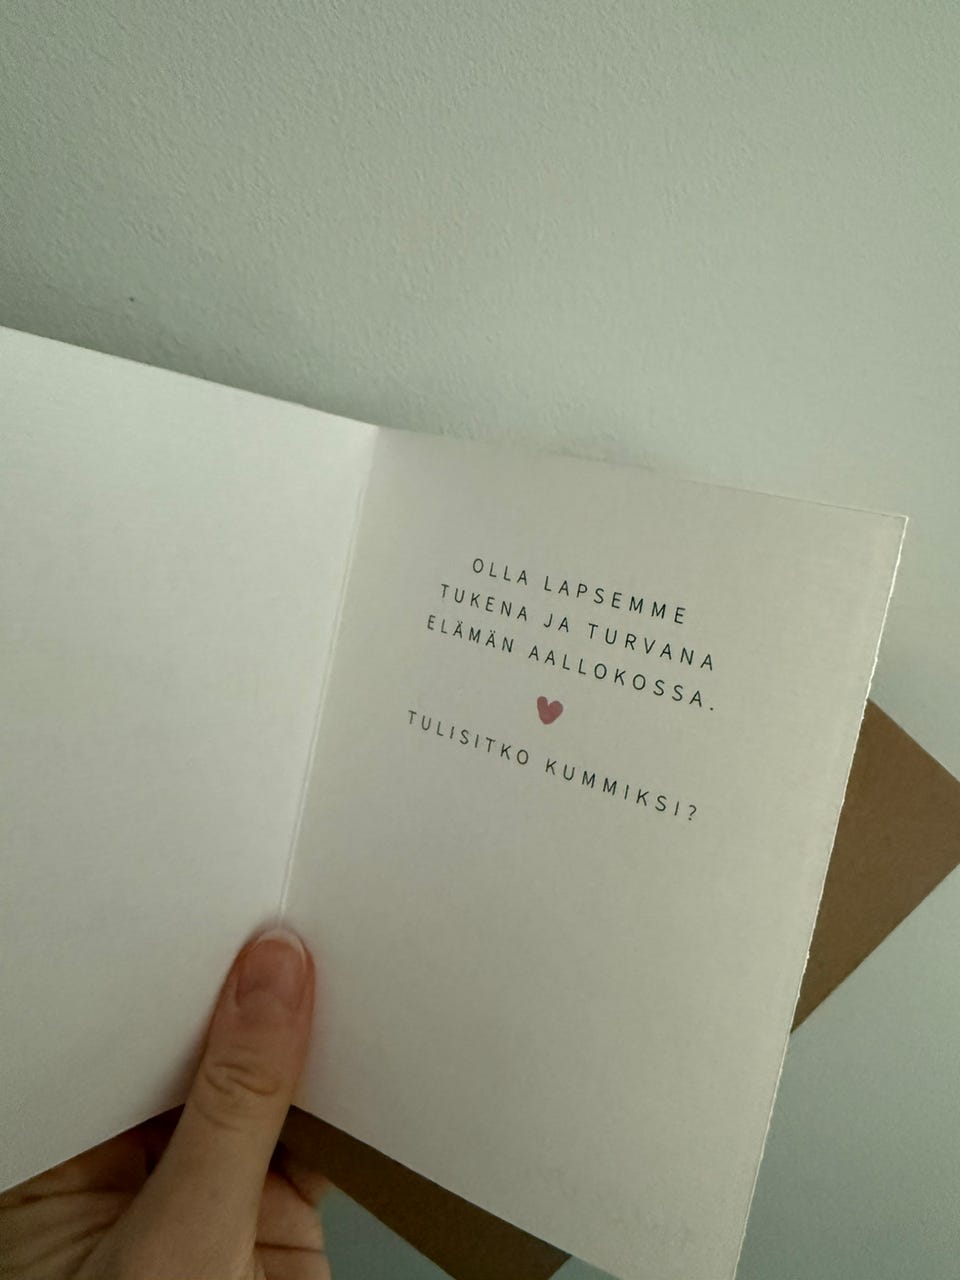 OLLA LAPSEMME
TUKENA JA TURVANA
ELÄMÄN AALLOKOSSA.
TULISITKO KUMMIKSI?